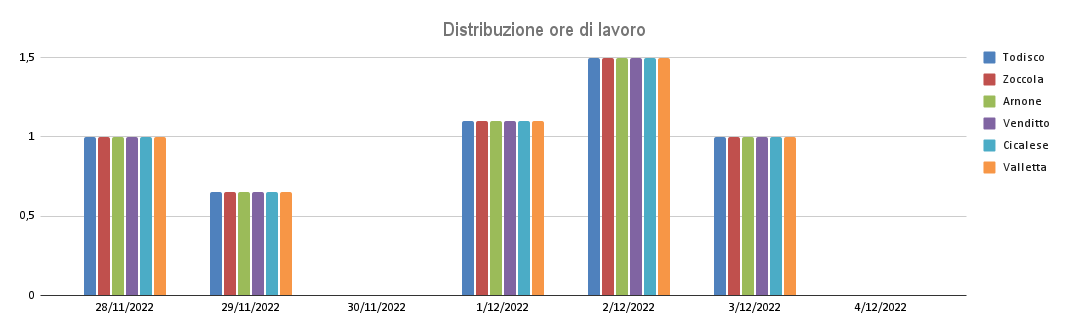 Distribuzione ore di lavoro
1,5
1
0,5
0
28/11/2022
29/11/2022
30/11/2022
1/12/2022
2/12/2022
3/12/2022
4/12/2022
Todisco
Zoccola
Arnone
Venditto
Cicalese
Valletta